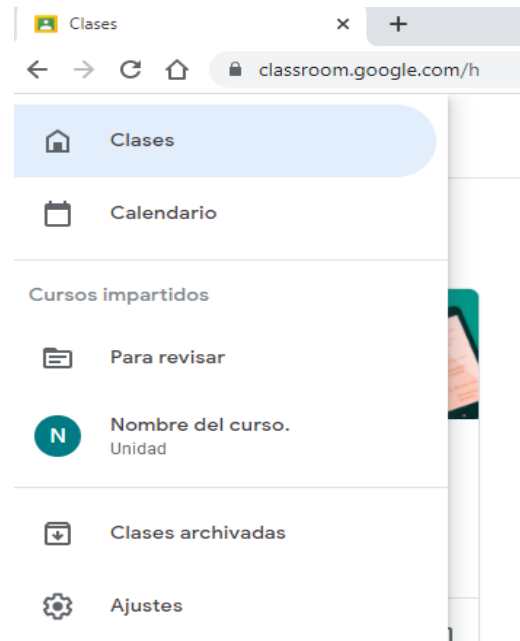 Clases
classroom.google.com/h
Clases
Calendario
Cursos impartidos
Para revisar
N
Nombre del curso.
Unidad
Clases archivadas
Ajustes